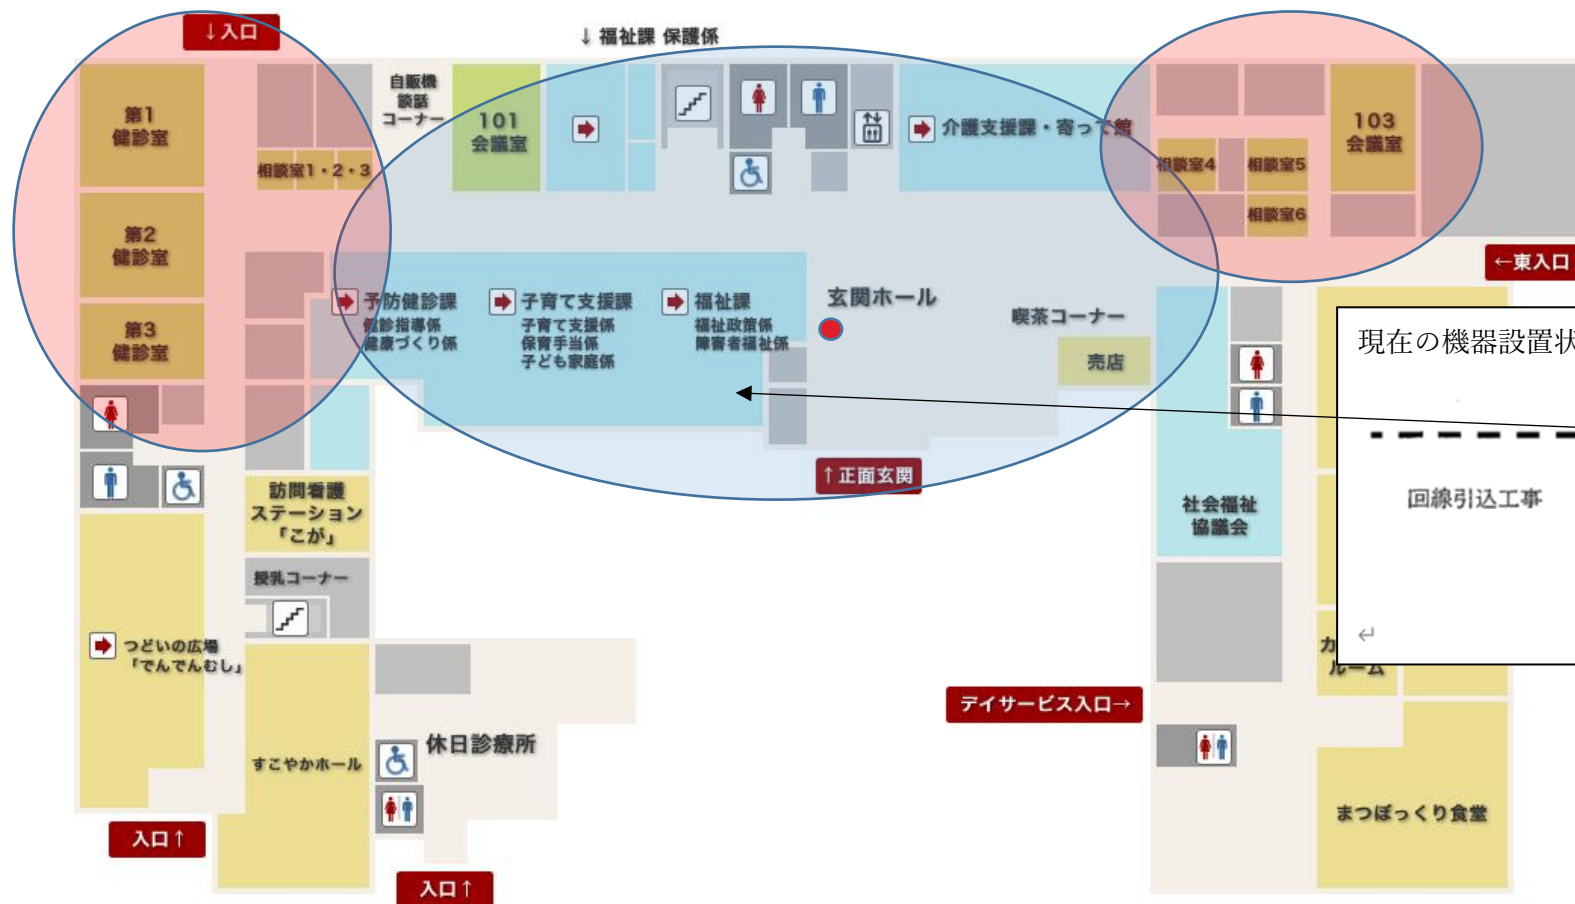 ↓入口
↓ 福祉課 保護係
第1
健診室
自販機
談話
コーナー
101
会議室
介護支援課・寄って館
103
会議室
相談室1・2・3
相談室4
相談室5
相談室6
第2
健診室
←東入口
予防健診課
健診指導係
健康づくり係
子育て支援課
子育て支援係
保育手当係
子ども家庭係
福祉課
福祉政策係
障害者福祉係
玄関ホール
喫茶コーナー
売店
第3
健診室
現在の機器設置状
↑正面玄関
回線引込工事
訪問看護
ステーション
「こが」
社会福祉
協議会
授乳コーナー
つどいの広場
「でんでんむし」
カ
ルーム
デイサービス入口→
休日診療所
すこやかホール
まつぼっくり食堂
入口↑
入口↑